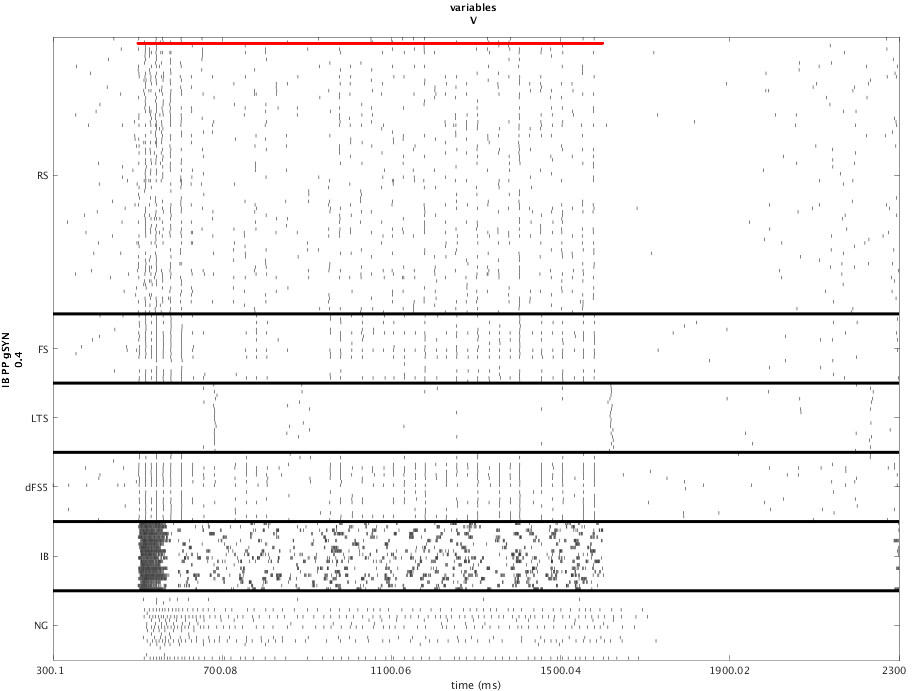 variables
V
RS
FS
LTS
dFS5
IB
NG
IB PP gSYN
0.4
300.1
700.08
1100.06
1500.04
1902.02
2300
time (ms)